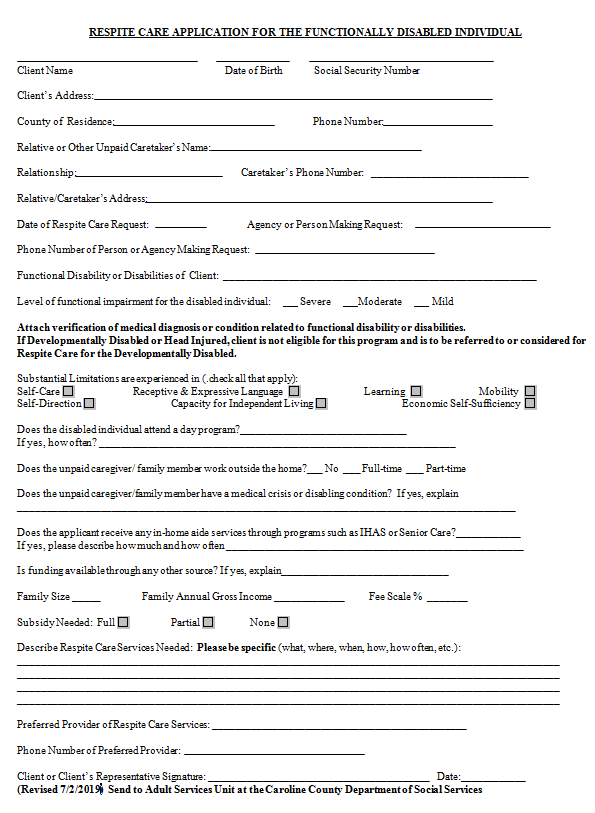 RESPITE CARE APPLICATION FOR THE FUNCTIONALLY DISABLED INDIVIDUAL
Client Name Date of Birth Social Security Number
Client's Address:
County of Residence: Phone Number:
Relative or Other Unpaid Caretaker's Name:
Relationship: Caretaker's Phone Number:
Relative/Caretaker's Address:
Date of Respite Care Request: Agency or Person Making Request:
Phone Number of Person or Agency Making Request:
Functional Disability or Disabilities of Client:
Level of functional impairment for the disabled individual: ___ Severe ___Moderate ___ Mild
Attach verification of medical diagnosis or condition related to functional disability or disabilities.
If Developmentally Disabled or Head Injured, client is not eligible for this program and is to be referred to or considered for
Respite Care for the Developmentally Disabled.
Substantial Limitations are experienced in (.check all that apply):
Self-Care Receptive & Expressive Language Learning Mobility
Self-Direction Capacity for Independent Living Economic Self-Sufficiency
Does the disabled individual attend a day program?
If yes, how often?
Does the unpaid caregiver/ family member work outside the home?___ No ___ Full-time ___ Part-time
Does the unpaid caregiver/family member have a medical crisis or disabling condition? If yes, explain
Does the applicant receive any in-home aide services through programs such as IHAS or Senior Care?
If yes, please describe how much and how often
Is funding available through any other source? If yes, explain
Family Size _____ Family Annual Gross Income Fee Scale %
Subsidy Needed: Full Partial None
Describe Respite Care Services Needed: Please be specific (what, where, when, how, how often, etc.):
Preferred Provider of Respite Care Services:
Phone Number of Preferred Provider:
Client or Client's Representative Signature: Date:
(Revised 7/2/2019) Send to Adult Services Unit at the Caroline County Department of Social Services